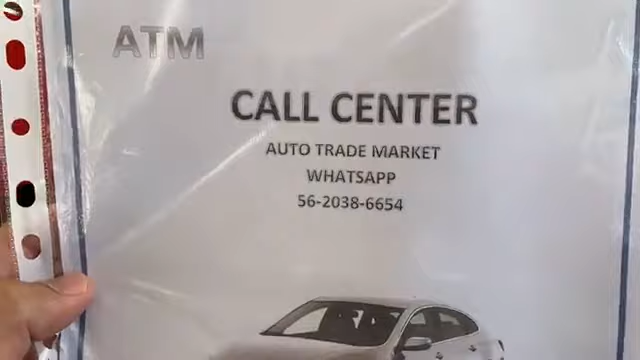 ATM
CALL CENTER
AUTO TRADE MARKET
WHATSAPP
56-2038-6654